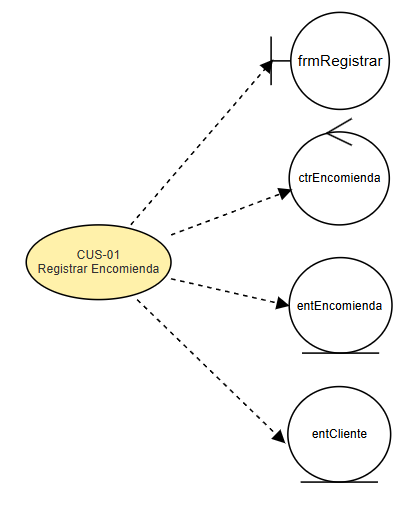 frmRegistrar
ctrEncomienda
CUS-01
Registrar Encomienda
entEncomienda
entCliente